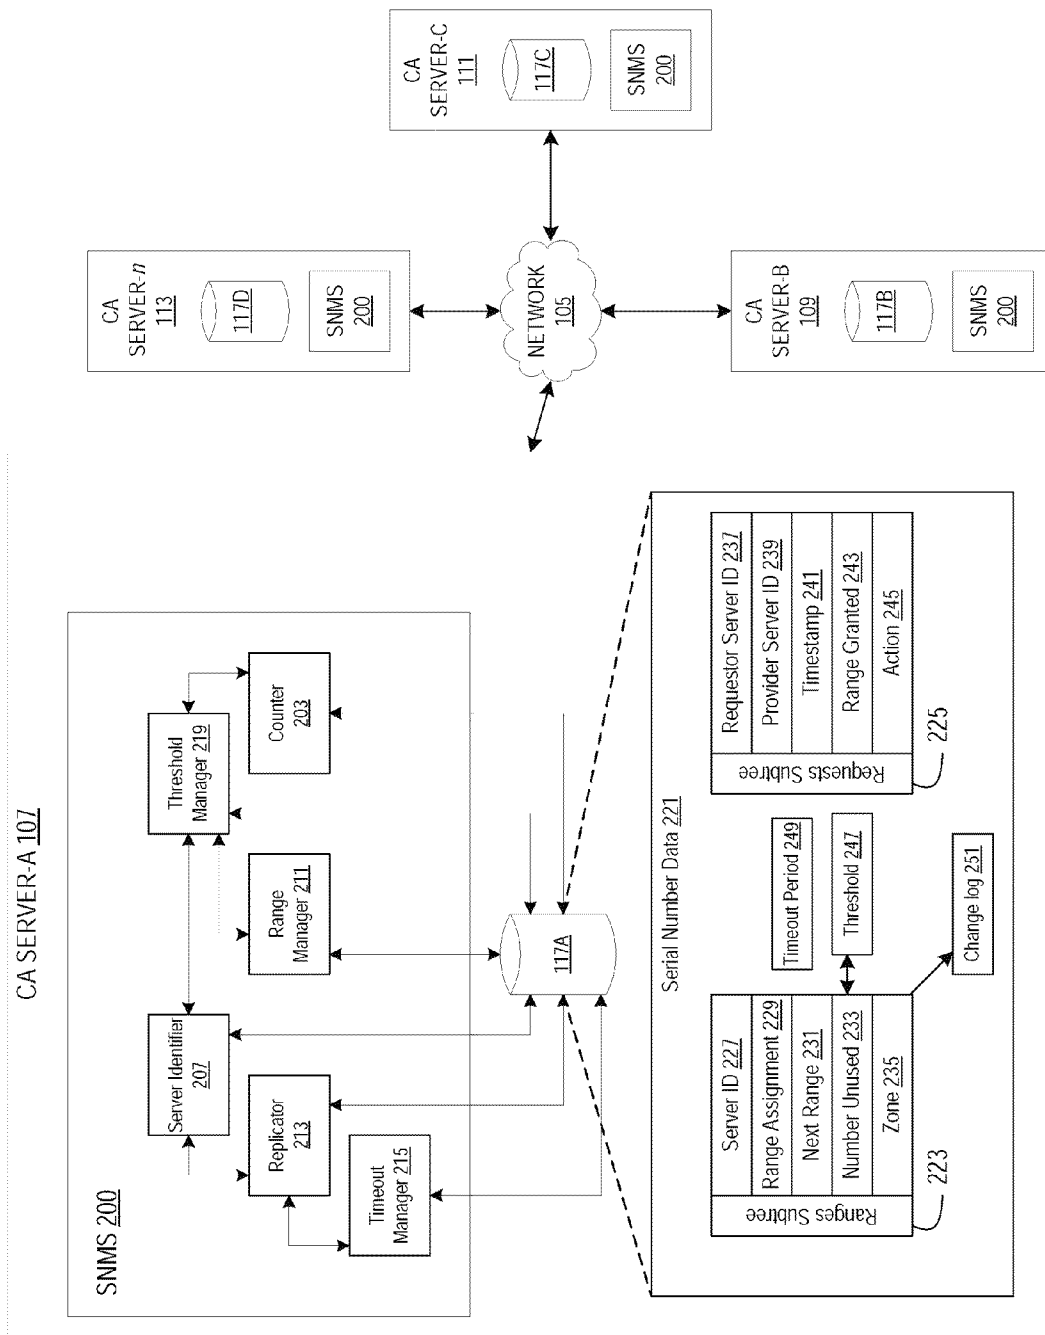 CA SERVER-A 107
SNMS 200
Server Identifier
207
Threshold
Manager 219
Replicator
213
Range
Manager 211
Counter
203
Timeout
Manager 215
117A
Serial Number Data 221
Ranges Subtree
Server ID 227
Range Assignment 229
Next Range 231
Number Unused 233
Zone 235
223
Timeout Period 249
Threshold 247
Change log 251
Requests Subtree
Requestor Server ID 237
Provider Server ID 239
Timestamp 241
Range Granted 243
Action 245
225
NETWORK
105
CA
SERVER-n
113
117D
SNMS
200
CA
SERVER-C
111
117C
SNMS
200
CA
SERVER-B
109
117B
SNMS
200